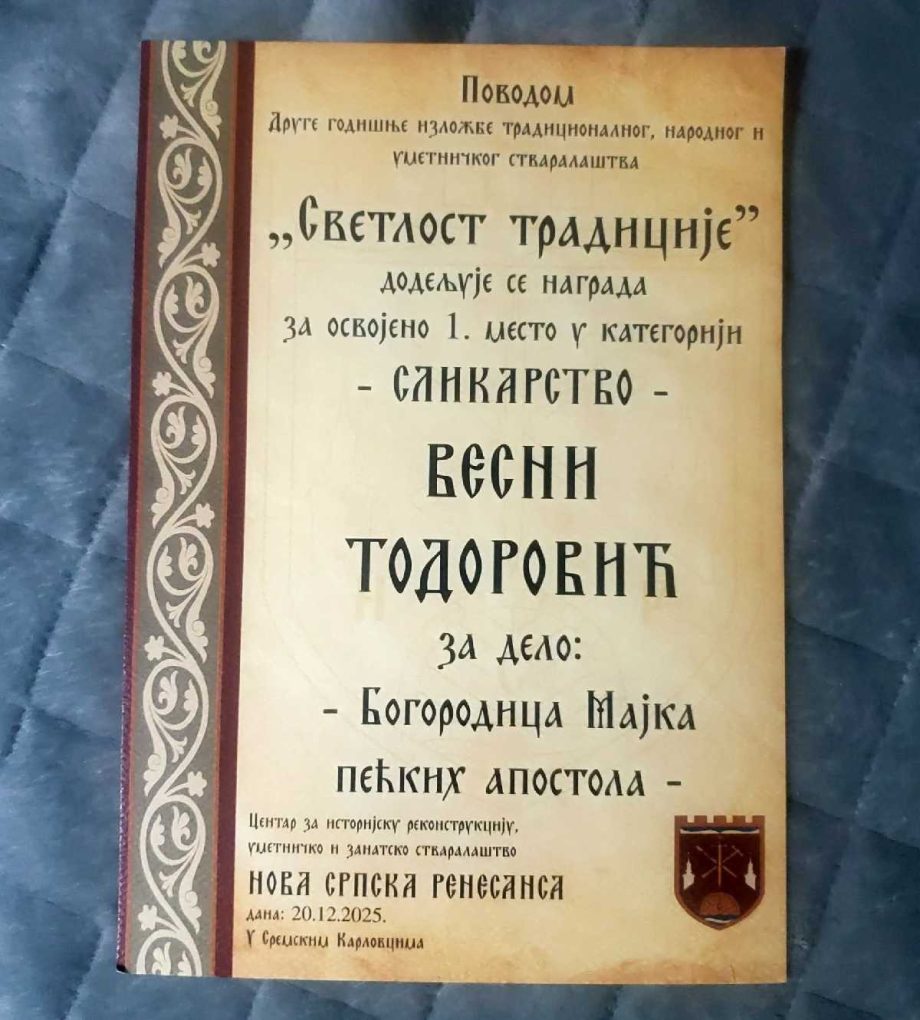 Поводом
Друге годишње изложбе традиционалног, народног и
уметничког стваралаштва
„Светлост традиције”
додељује се награда
за освојено 1. место у категорији
- СЛИКАРСТВО -
ВЕСНИ
ТОДОРОВИЋ
за дело:
- Богородица Мајка
пећких апостола -
Центар за историјску реконструкцију,
уметничко и занатско стваралаштво
НОВА СРПСКА РЕНЕСАНСА
дана: 20.12.2025.
У Сремским Карловцима